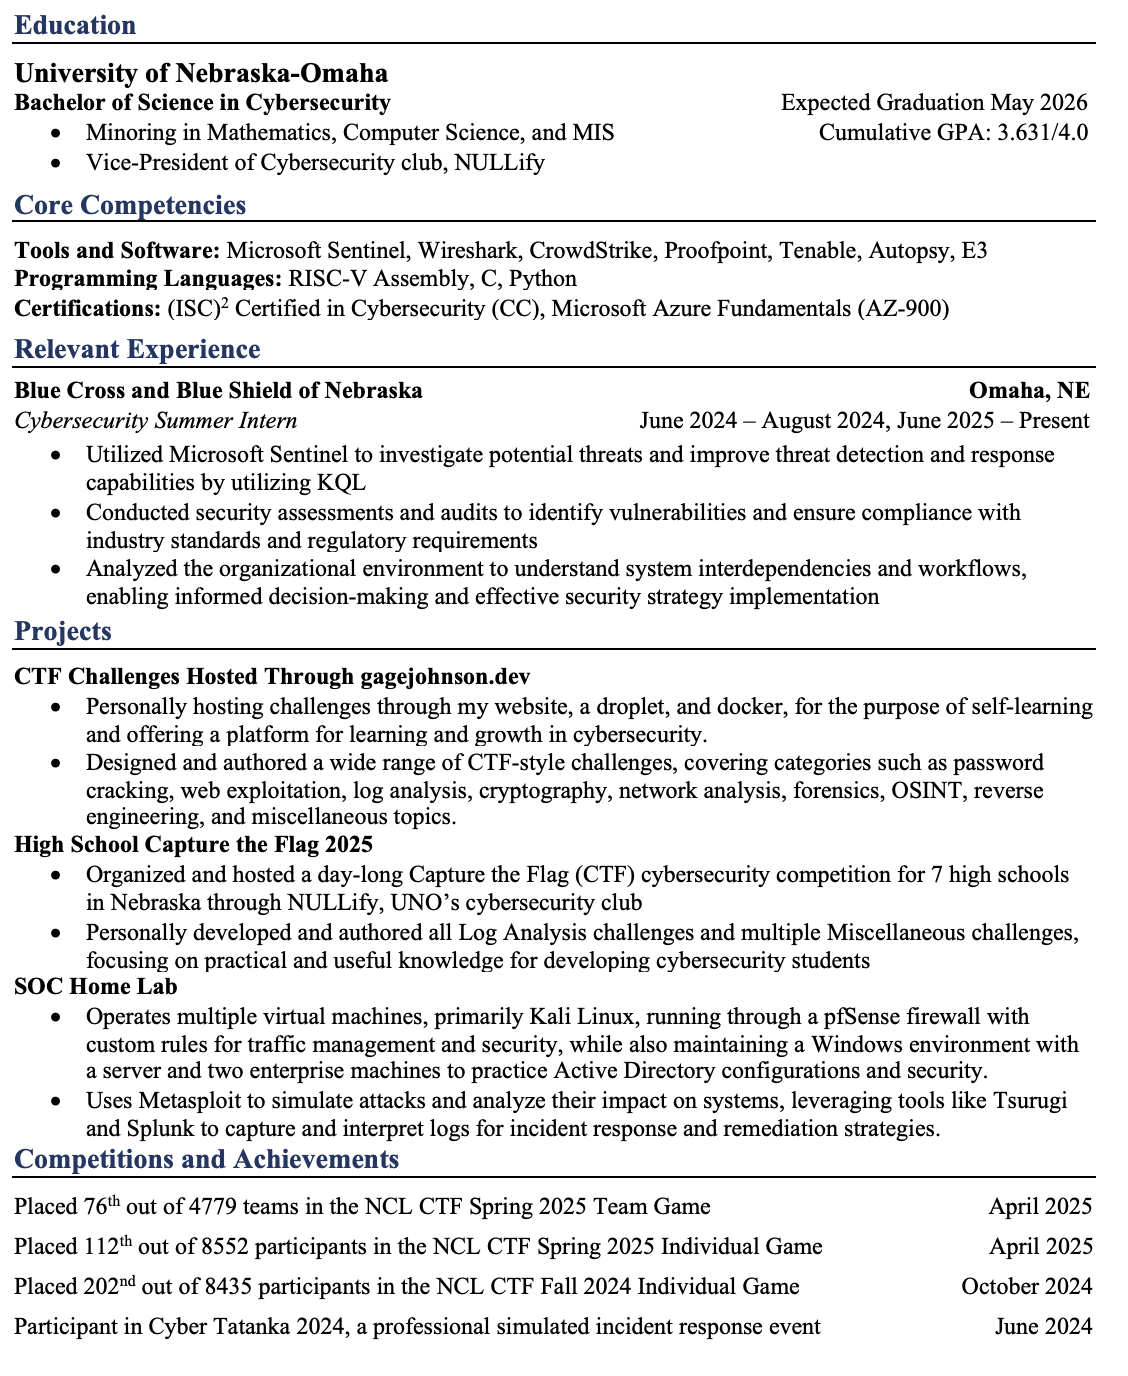 Education
University of Nebraska-Omaha
Bachelor of Science in Cybersecurity Expected Graduation May 2026
• Minoring in Mathematics, Computer Science, and MIS Cumulative GPA: 3.631/4.0
• Vice-President of Cybersecurity club, NULLify
Core Competencies
Tools and Software: Microsoft Sentinel, Wireshark, CrowdStrike, Proofpoint, Tenable, Autopsy, E3
Programming Languages: RISC-V Assembly, C, Python
Certifications: (ISC)² Certified in Cybersecurity (CC), Microsoft Azure Fundamentals (AZ-900)
Relevant Experience
Blue Cross and Blue Shield of Nebraska Omaha, NE
Cybersecurity Summer Intern June 2024 – August 2024, June 2025 – Present
• Utilized Microsoft Sentinel to investigate potential threats and improve threat detection and response
capabilities by utilizing KQL
• Conducted security assessments and audits to identify vulnerabilities and ensure compliance with
industry standards and regulatory requirements
• Analyzed the organizational environment to understand system interdependencies and workflows,
enabling informed decision-making and effective security strategy implementation
Projects
CTF Challenges Hosted Through gagejohnson.dev
• Personally hosting challenges through my website, a droplet, and docker, for the purpose of self-learning
and offering a platform for learning and growth in cybersecurity.
• Designed and authored a wide range of CTF-style challenges, covering categories such as password
cracking, web exploitation, log analysis, cryptography, network analysis, forensics, OSINT, reverse
engineering, and miscellaneous topics.
High School Capture the Flag 2025
• Organized and hosted a day-long Capture the Flag (CTF) cybersecurity competition for 7 high schools
in Nebraska through NULLify, UNO’s cybersecurity club
• Personally developed and authored all Log Analysis challenges and multiple Miscellaneous challenges,
focusing on practical and useful knowledge for developing cybersecurity students
SOC Home Lab
• Operates multiple virtual machines, primarily Kali Linux, running through a pfSense firewall with
custom rules for traffic management and security, while also maintaining a Windows environment with
a server and two enterprise machines to practice Active Directory configurations and security.
• Uses Metasploit to simulate attacks and analyze their impact on systems, leveraging tools like Tsurugi
and Splunk to capture and interpret logs for incident response and remediation strategies.
Competitions and Achievements
Placed 76th out of 4779 teams in the NCL CTF Spring 2025 Team Game April 2025
Placed 112th out of 8552 participants in the NCL CTF Spring 2025 Individual Game April 2025
Placed 202nd out of 8435 participants in the NCL CTF Fall 2024 Individual Game October 2024
Participant in Cyber Tatanka 2024, a professional simulated incident response event June 2024